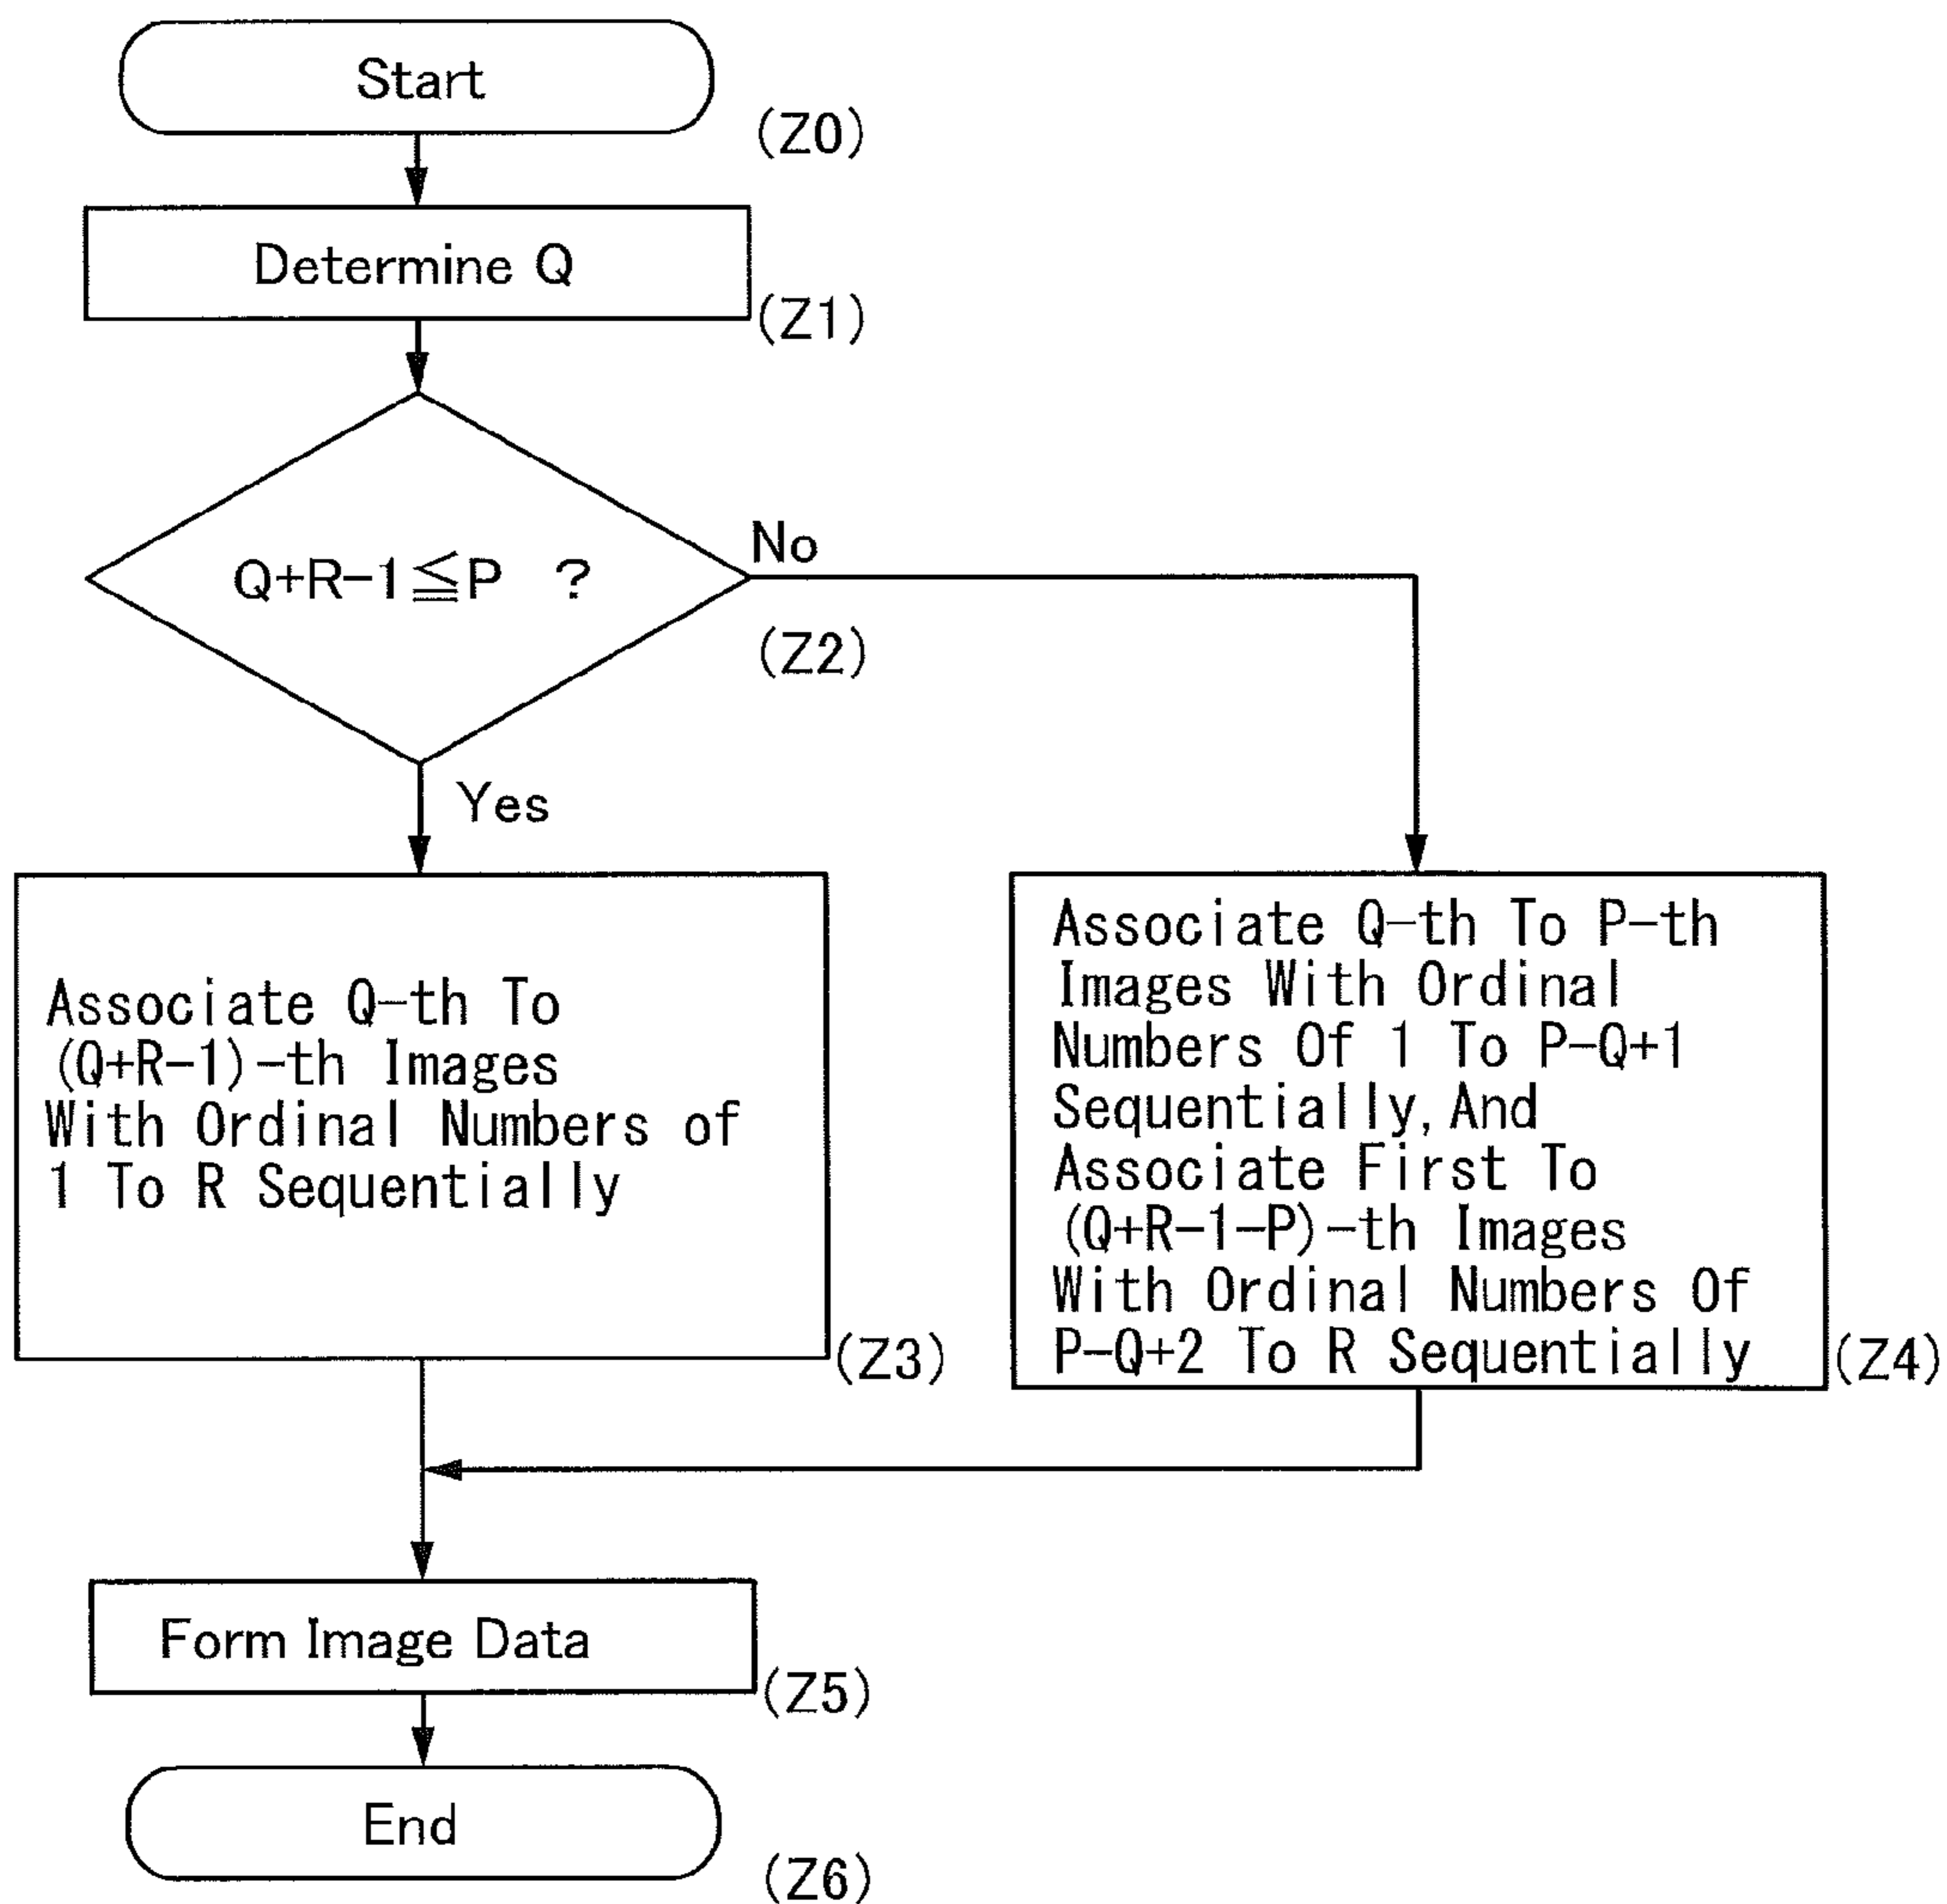 Start
(Z0)
Determine Q
(Z1)
Q+R-1≦P ?
No
(Z2)
Yes
Associate Q-th To
(Q+R-1)-th Images
With Ordinal Numbers of
1 To R Sequentially
(Z3)
Associate Q-th To P-th
Images With Ordinal
Numbers Of 1 To P-Q+1
Sequentially, And
Associate First To
(Q+R-1-P)-th Images
With Ordinal Numbers Of
P-Q+2 To R Sequentially
(Z4)
Form Image Data
(Z5)
End
(Z6)